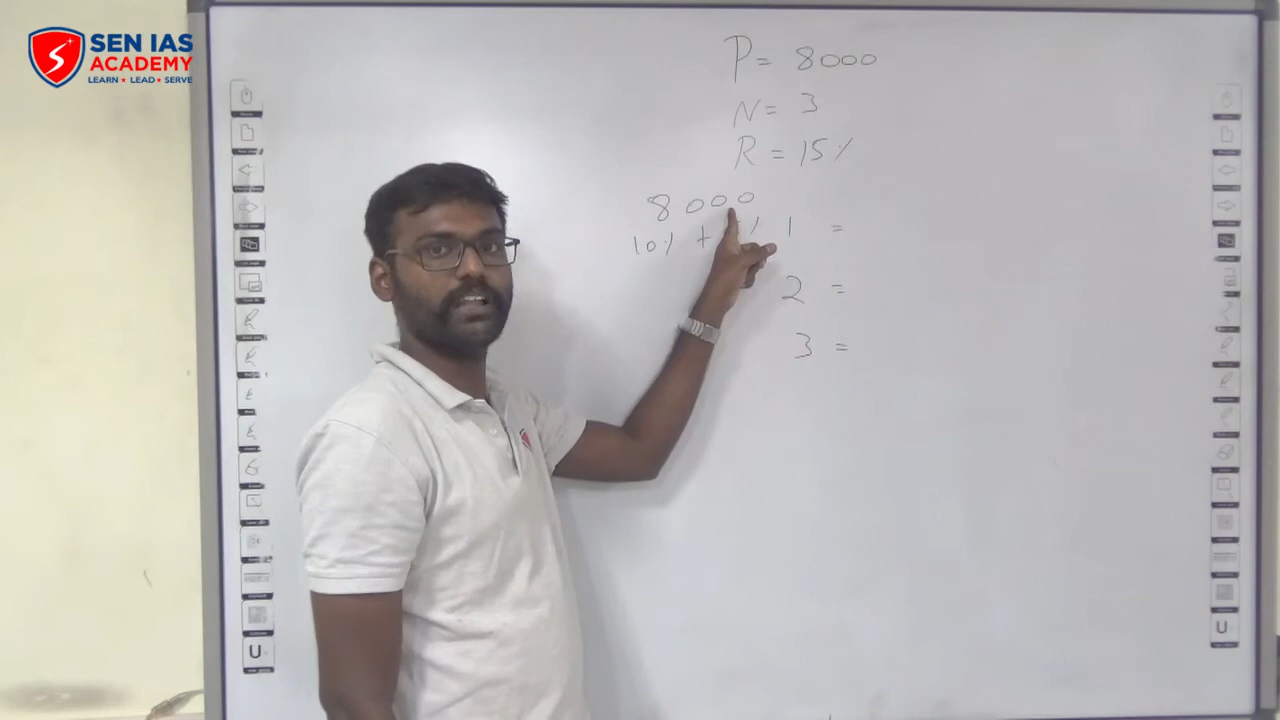 SEN IAS
ACADEMY
LEARN ★ LEAD ★ SERVE
P = 8000
N = 3
R = 15%
8000
10% + % 1 =
2 =
3 =
U
U